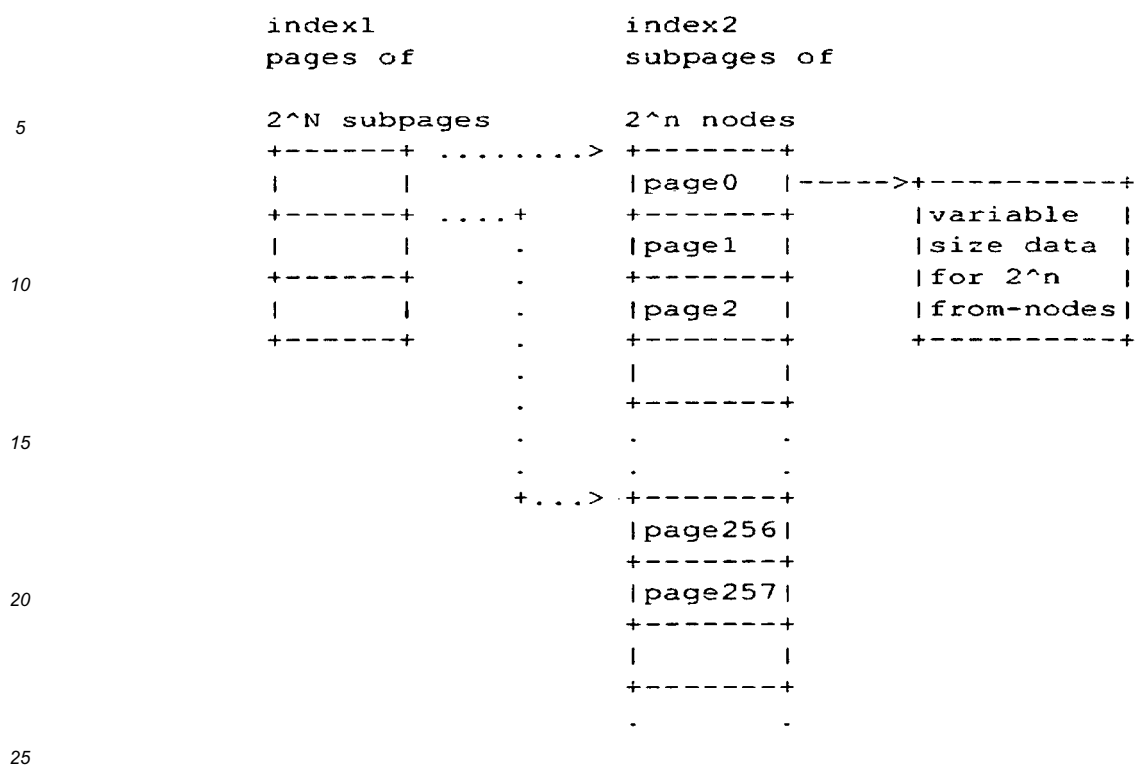 index1                 index2
pages of               subpages of
5 2^N subpages         2^n nodes
+------+ ........> +-------+
|      |           |page0  |----->+-----------+
+------+ ....+     +-------+      |variable   |
|      |     .     |page1  |      |size data  |
10 +------+     .     +-------+      |for 2^n    |
|      |     .     |page2  |      |from-nodes|
+------+     .     +-------+      +-----------+
.     |       |
.     +-------+
15 .     .       .
.     .       .
+...> +-------+
|page256|
+-------+
20 |page257|
+-------+
|       |
+-------+
.       .
25